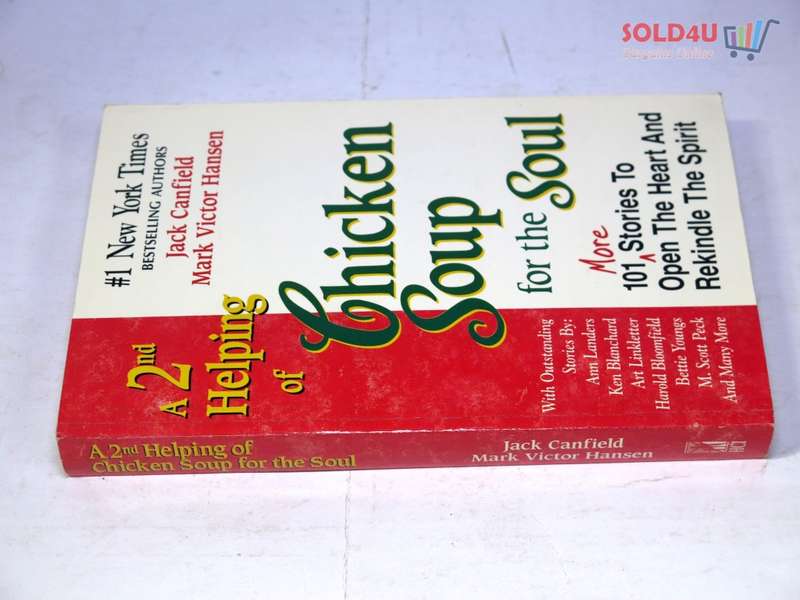 SOLD4U
Bargains Online
#1 New York Times
BESTSELLING AUTHORS
Jack Canfield
Mark Victor Hansen
A 2nd
Helping
of
Chicken
Soup
for the Soul
More
101 Stories To
Open The Heart And
Rekindle The Spirit
With Outstanding
Stories By:
Ann Landers
Ken Blanchard
Art Linkletter
Harold Bloomfield
Bettie Youngs
M. Scott Peck
And Many More
A 2nd Helping of
Chicken Soup for the Soul
Jack Canfield
Mark Victor Hansen